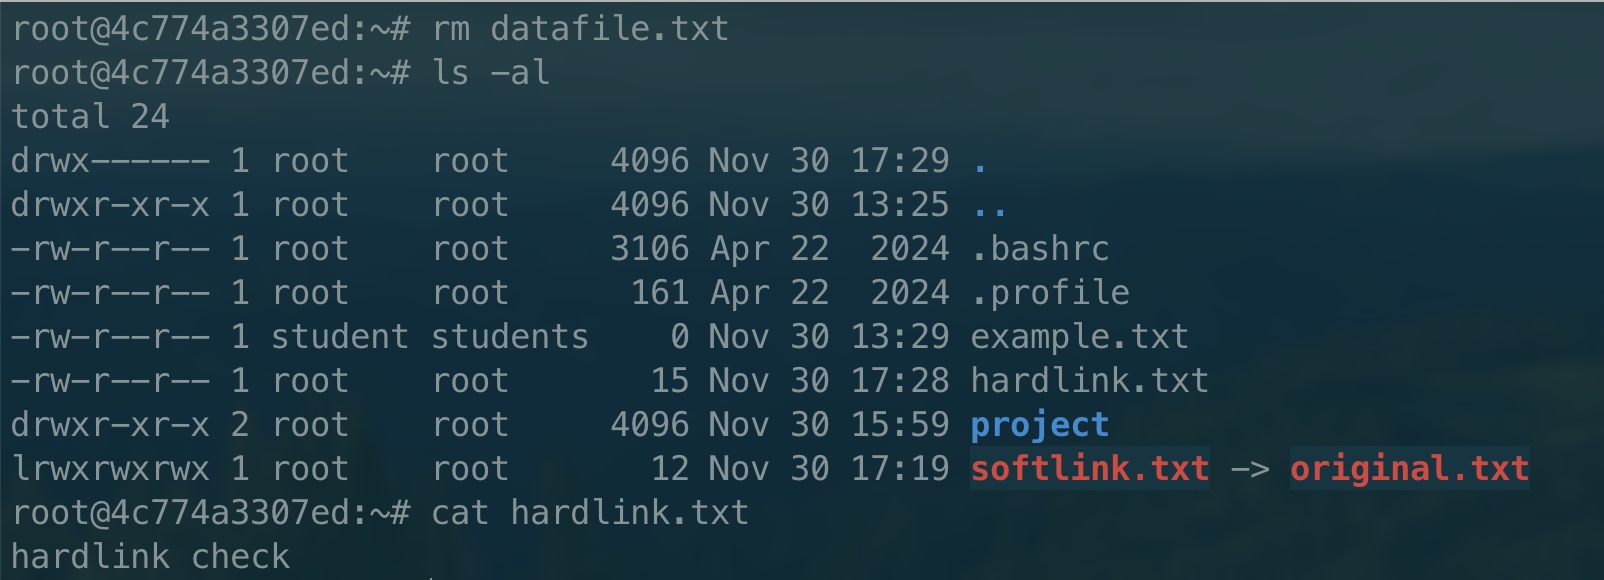 root@4c774a3307ed:~# rm datafile.txt
root@4c774a3307ed:~# ls -al
total 24
drwx------ 1 root    root     4096 Nov 30 17:29 .
drwxr-xr-x 1 root    root     4096 Nov 30 13:25 ..
-rw-r--r-- 1 root    root     3106 Apr 22  2024 .bashrc
-rw-r--r-- 1 root    root      161 Apr 22  2024 .profile
-rw-r--r-- 1 student students    0 Nov 30 13:29 example.txt
-rw-r--r-- 1 root    root       15 Nov 30 17:28 hardlink.txt
drwxr-xr-x 2 root    root     4096 Nov 30 15:59 project
lrwxrwxrwx 1 root    root       12 Nov 30 17:19 softlink.txt -> original.txt
root@4c774a3307ed:~# cat hardlink.txt
hardlink check